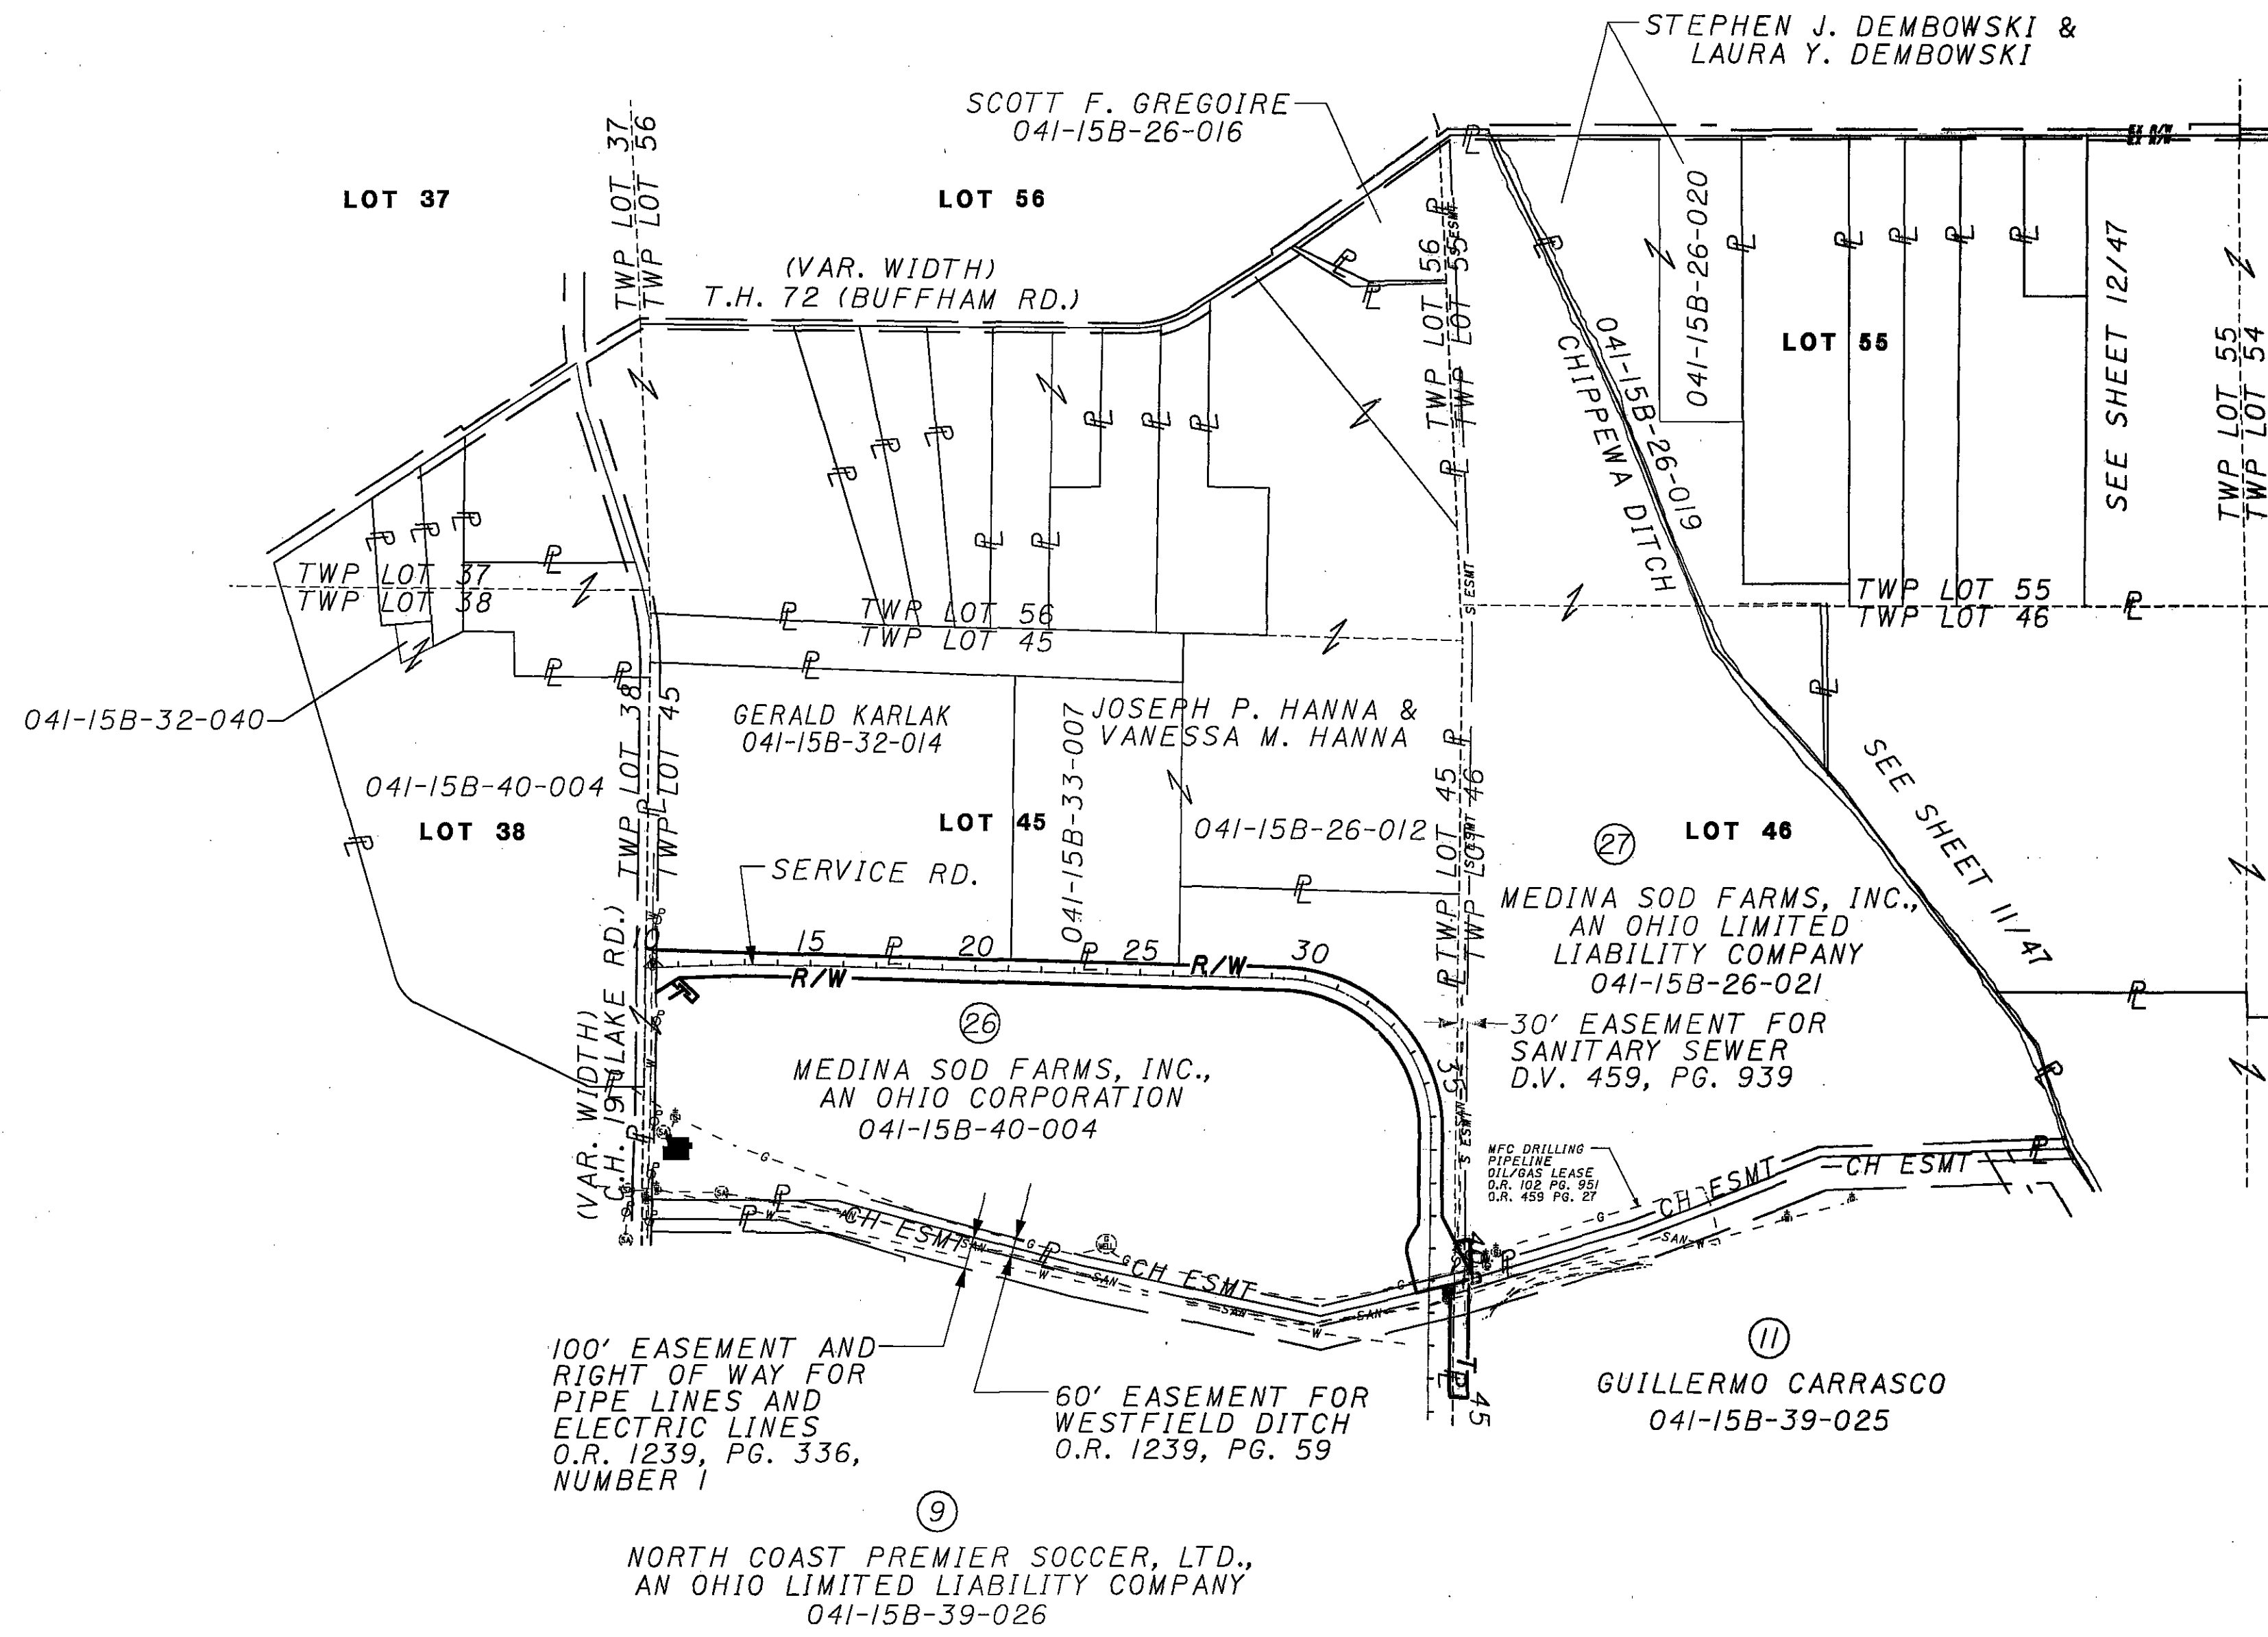 STEPHEN J. DEMBOWSKI &
LAURA Y. DEMBOWSKI
SCOTT F. GREGOIRE
041-15B-26-016
LOT 37
TWP LOT 37
TWP LOT 56
LOT 56
(VAR. WIDTH)
T.H. 72 (BUFFHAM RD.)
TWP LOT 56
TWP LOT 55
S ESMT
EX R/W
EX R/W
041-15B-26-020
041-15B-26-019
CHIPPEWA DITCH
LOT 55
SEE SHEET 12/47
TWP LOT 55
TWP LOT 54
TWP LOT 37
TWP LOT 38
TWP LOT 56
TWP LOT 45
S ESMT
TWP LOT 55
TWP LOT 46
041-15B-32-040
041-15B-40-004
LOT 38
TWP LOT 38
TWP LOT 45
GERALD KARLAK
041-15B-32-014
041-15B-33-007
JOSEPH P. HANNA &
VANESSA M. HANNA
LOT 45
041-15B-26-012
TWP LOT 45
TWP LOT 46
S ESMT
SEE SHEET 11/47
27
LOT 46
MEDINA SOD FARMS, INC.,
AN OHIO LIMITED
LIABILITY COMPANY
041-15B-26-021
SERVICE RD.
15 20 25 30
R/W
R/W
35
30' EASEMENT FOR
SANITARY SEWER
D.V. 459, PG. 939
26
MEDINA SOD FARMS, INC.,
AN OHIO CORPORATION
041-15B-40-004
(VAR. WIDTH)
SAN
S ESMT
MFC DRILLING
PIPELINE
OIL/GAS LEASE
O.R. 102 PG. 951
O.R. 459 PG. 27
CH ESMT
CH ESMT
CH ESMT
CH ESMT
G
W
SAN
100' EASEMENT AND
RIGHT OF WAY FOR
PIPE LINES AND
ELECTRIC LINES
O.R. 1239, PG. 336,
NUMBER 1
60' EASEMENT FOR
WESTFIELD DITCH
O.R. 1239, PG. 59
45
11
GUILLERMO CARRASCO
041-15B-39-025
9
NORTH COAST PREMIER SOCCER, LTD.,
AN OHIO LIMITED LIABILITY COMPANY
041-15B-39-026